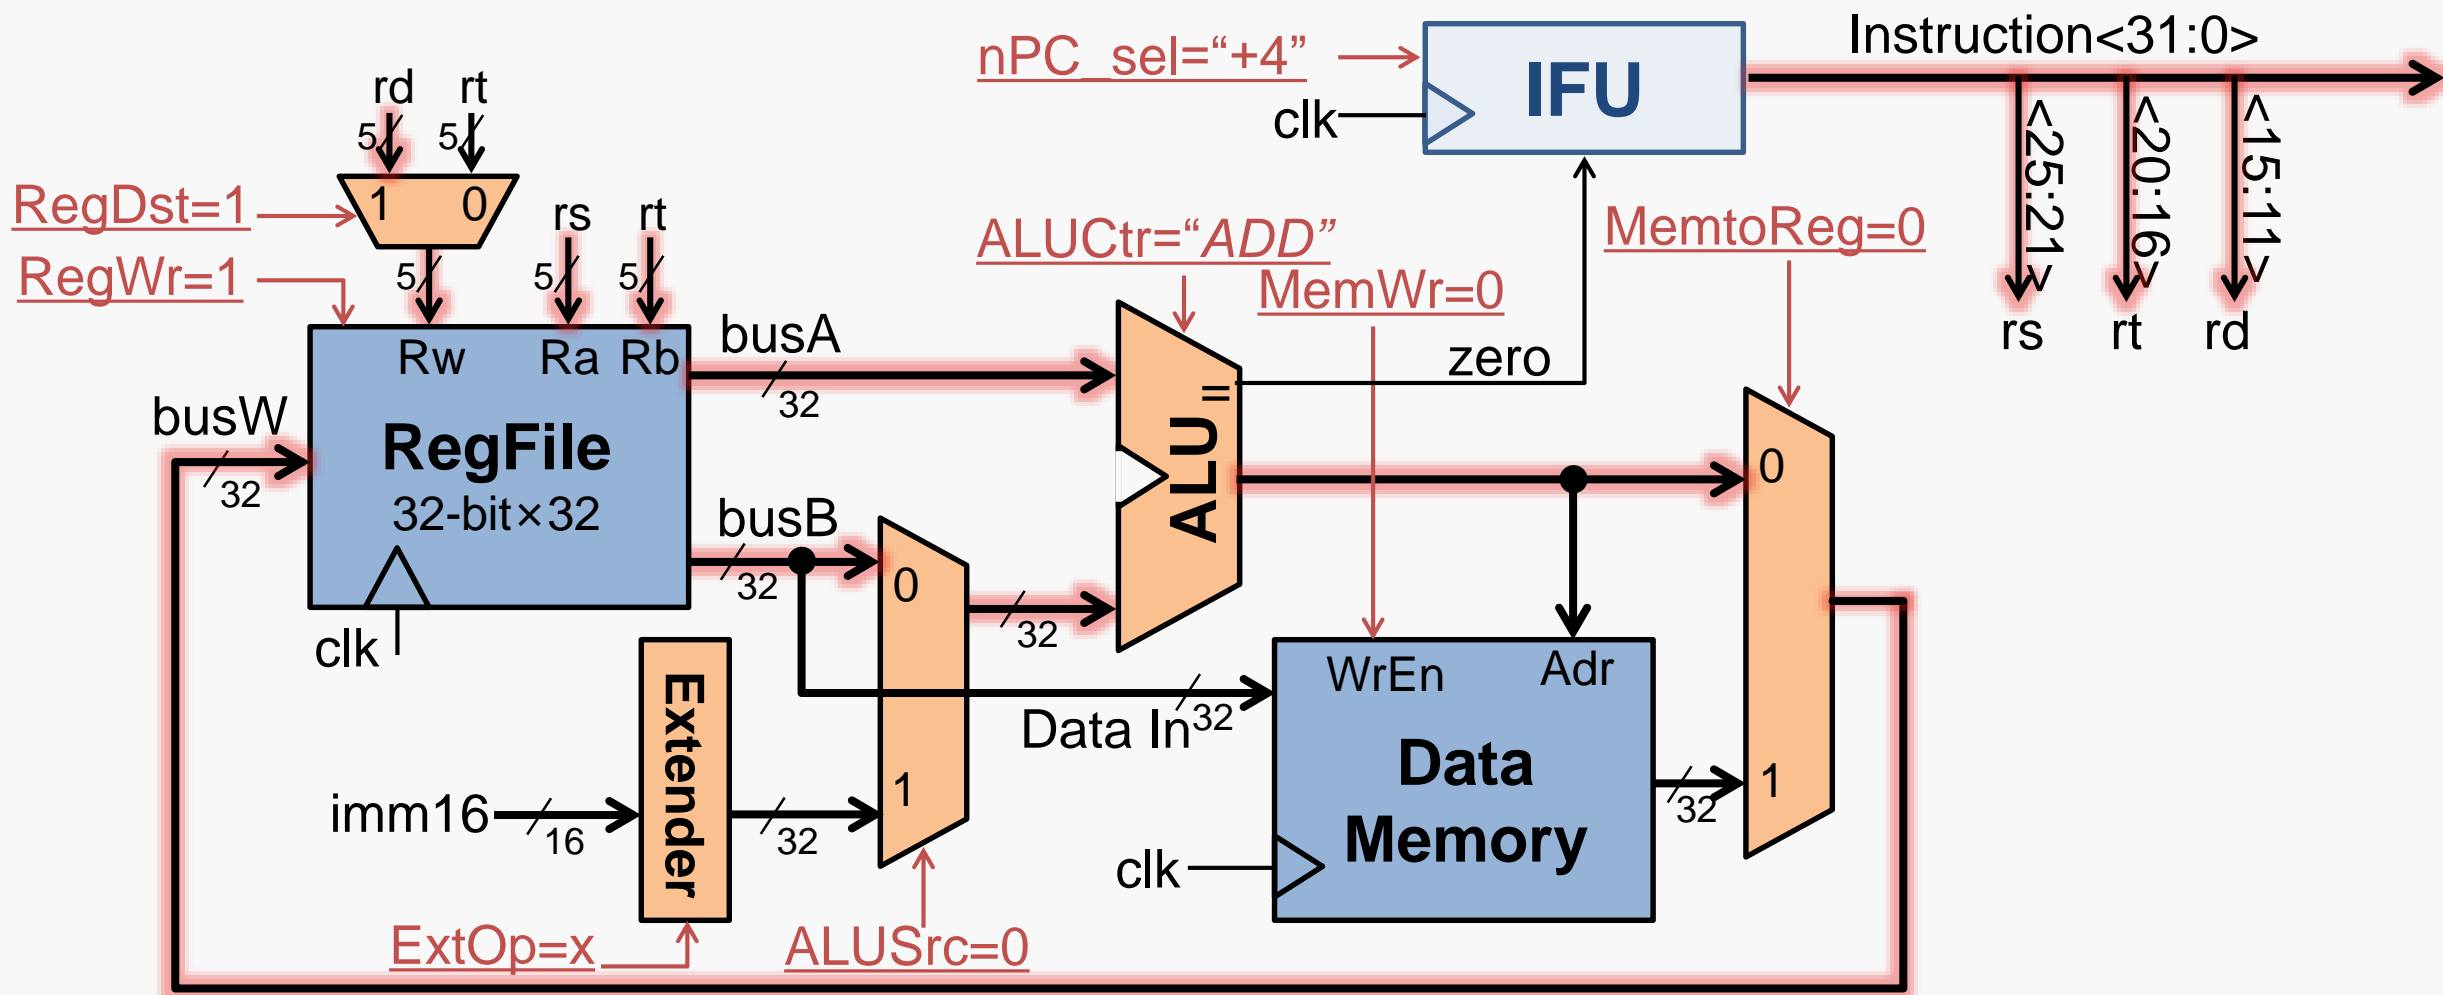 Instruction<31:0>
nPC_sel=“+4”
IFU
clk
rd
rt
5
5
<25:21>
<20:16>
<15:11>
rs
rt
rd
RegDst=1
1
0
rs
rt
ALUCtr=“ADD”
MemtoReg=0
RegWr=1
5
5
5
MemWr=0
zero
Rw
Ra
Rb
busA
32
busW
32
RegFile
32-bit×32
clk
busB
32
0
1
32
ALU
=
0
1
WrEn
Adr
Data In
32
Data
Memory
32
clk
Extender
imm16
16
32
ExtOp=x
ALUSrc=0